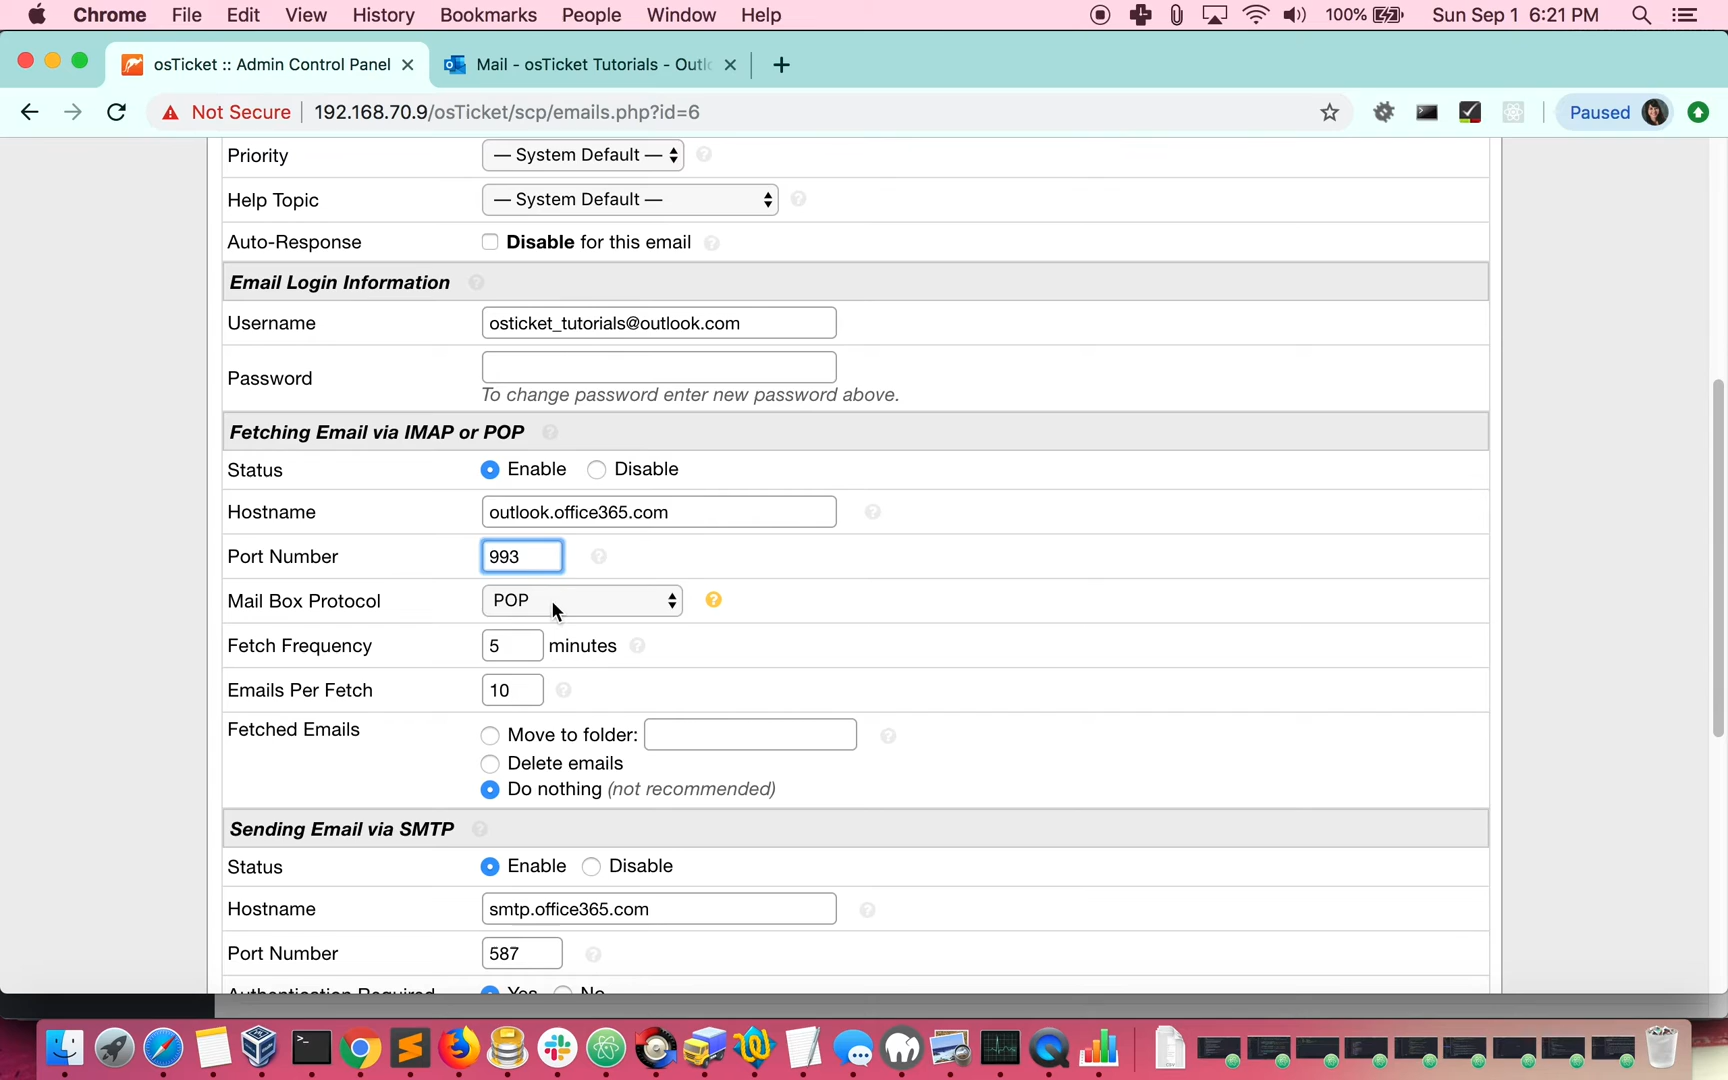 Chrome File Edit View History Bookmarks People Window Help 100% Sun Sep 1 6:21 PM
osTicket :: Admin Control Panel Mail - osTicket Tutorials - Outl
Not Secure 192.168.70.9/osTicket/scp/emails.php?id=6 Paused
Priority — System Default —
Help Topic — System Default —
Auto-Response Disable for this email
Email Login Information
Username osticket_tutorials@outlook.com
Password
To change password enter new password above.
Fetching Email via IMAP or POP
Status Enable Disable
Hostname outlook.office365.com
Port Number 993
Mail Box Protocol POP
Fetch Frequency 5 minutes
Emails Per Fetch 10
Fetched Emails Move to folder:
Delete emails
Do nothing (not recommended)
Sending Email via SMTP
Status Enable Disable
Hostname smtp.office365.com
Port Number 587
Authentication Required Yes No